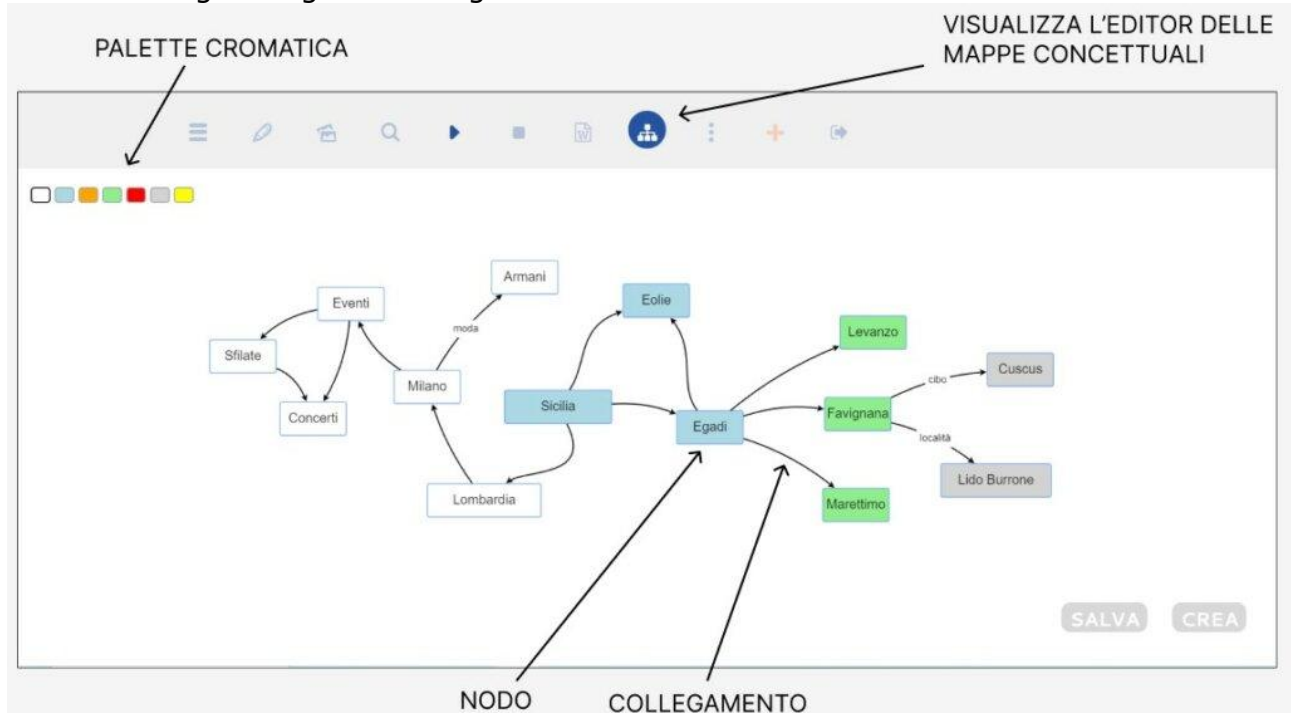 PALETTE CROMATICA
VISUALIZZA L'EDITOR DELLE
MAPPE CONCETTUALI
W
Armani
Eventi
Eolie
moda
Levanzo
Sfilate
Milano
cibo
Cuscus
Sicilia
Concerti
Favignana
Egadi
località
Lido Burrone
Lombardia
Marettimo
SALVA
CREA
NODO
COLLEGAMENTO